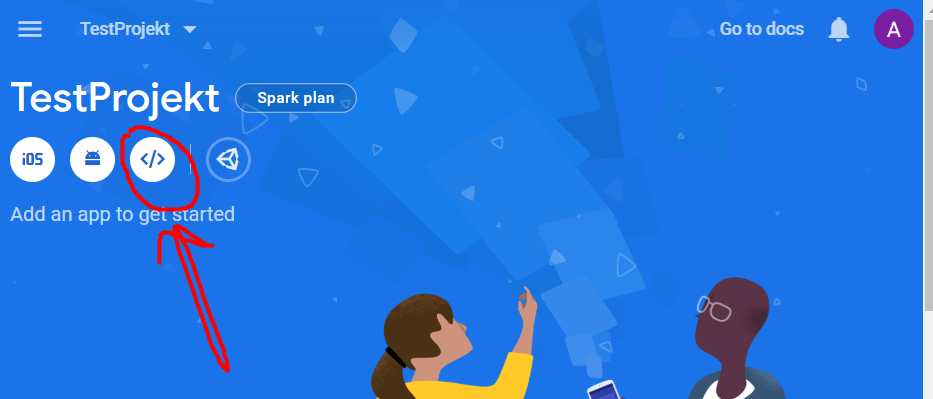 TestProjekt
Go to docs
A
TestProjekt
Spark plan
iOS
</>
Add an app to get started